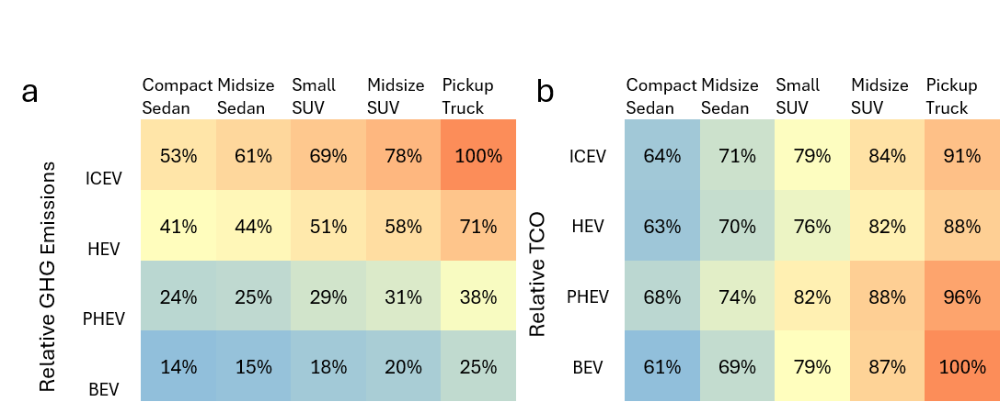 a
Compact Midsize Small Midsize Pickup
Sedan Sedan SUV SUV Truck
Relative GHG Emissions
ICEV 53% 61% 69% 78% 100%
HEV 41% 44% 51% 58% 71%
PHEV 24% 25% 29% 31% 38%
BEV 14% 15% 18% 20% 25%
b
Compact Midsize Small Midsize Pickup
Sedan Sedan SUV SUV Truck
Relative TCO
ICEV 64% 71% 79% 84% 91%
HEV 63% 70% 76% 82% 88%
PHEV 68% 74% 82% 88% 96%
BEV 61% 69% 79% 87% 100%